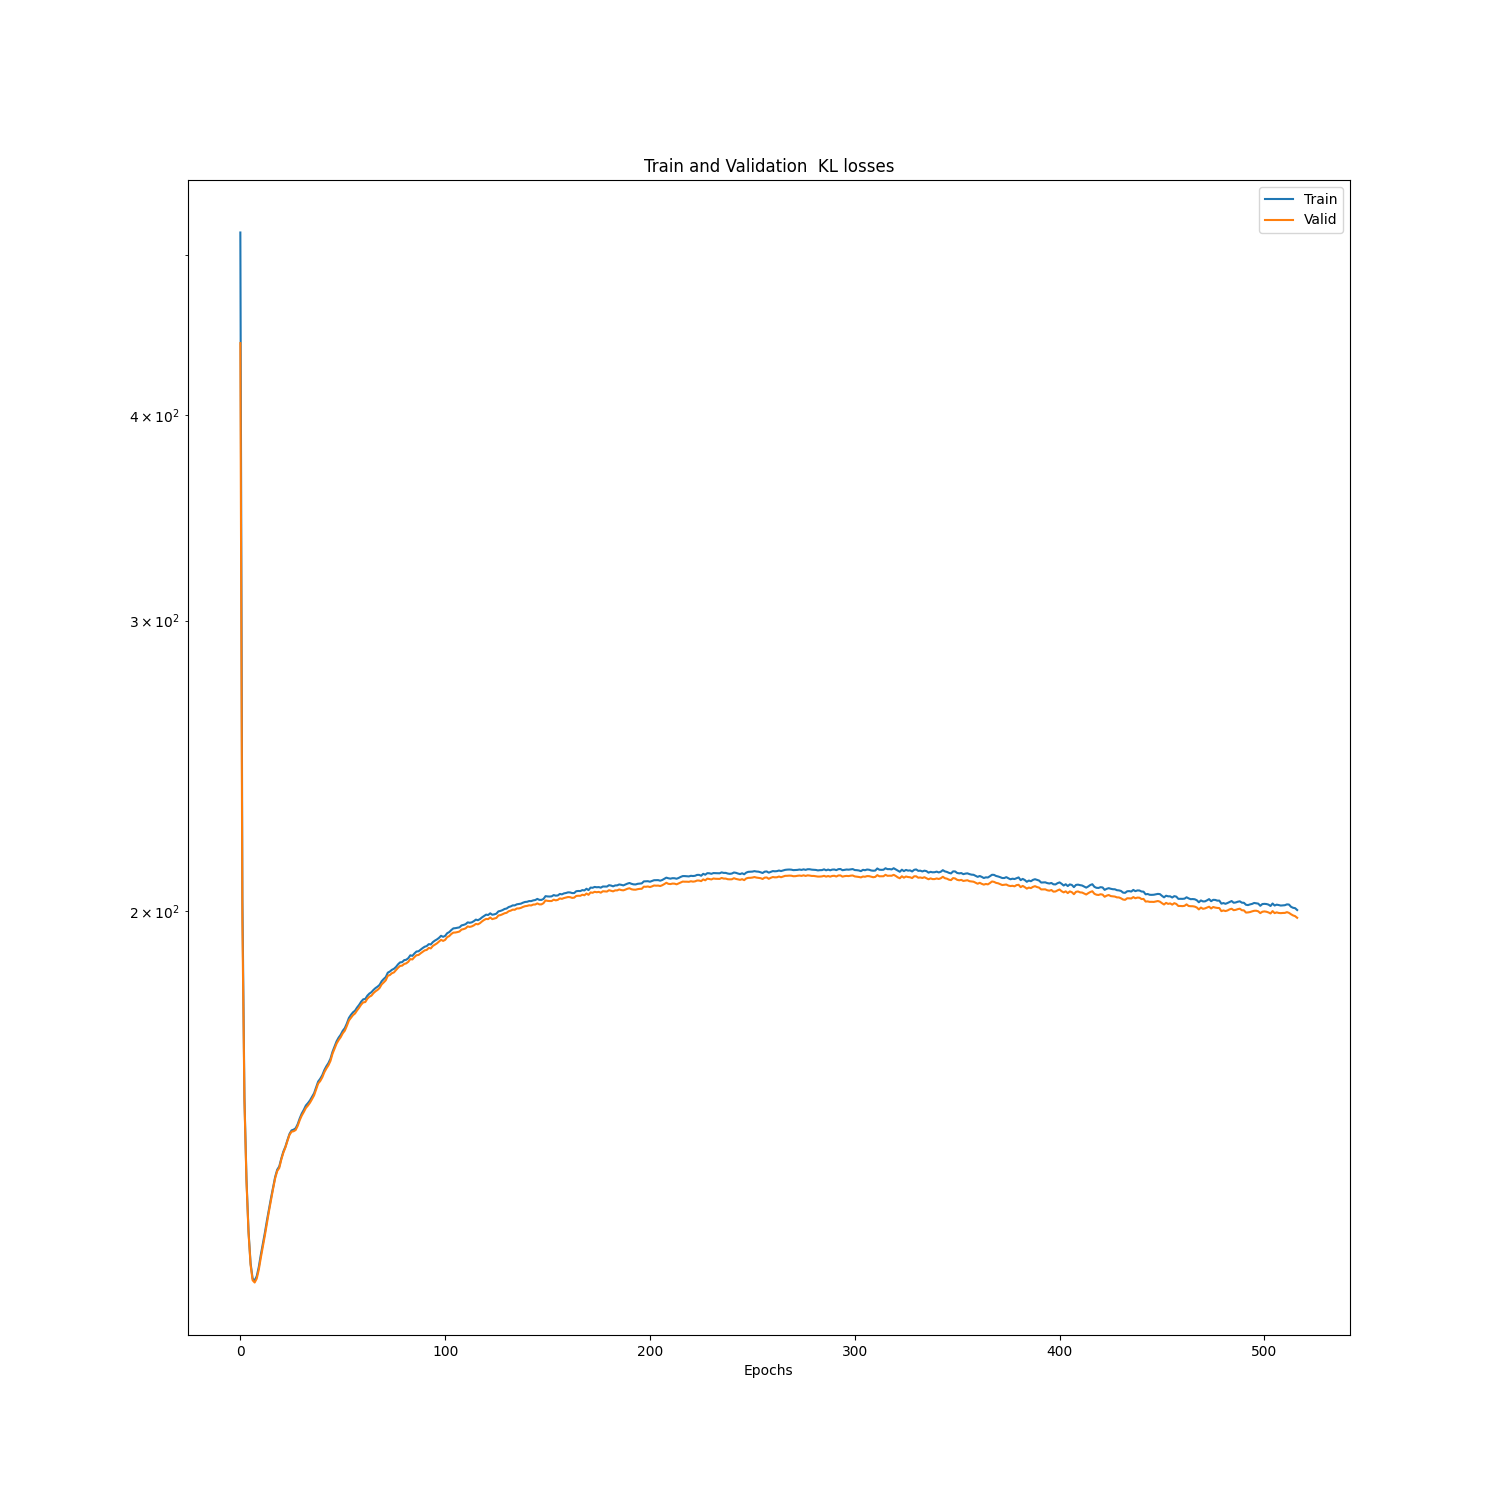 Train and Validation  KL losses
Train
Valid
4 × 10²
3 × 10²
2 × 10²
0 100 200 300 400 500
Epochs